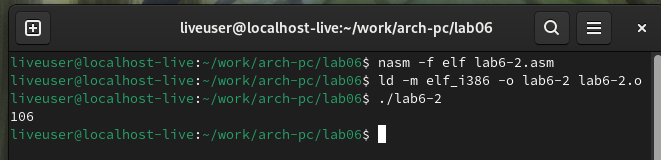 liveuser@localhost-live:~/work/arch-pc/lab06
liveuser@localhost-live:~/work/arch-pc/lab06$ nasm -f elf lab6-2.asm
liveuser@localhost-live:~/work/arch-pc/lab06$ ld -m elf_i386 -o lab6-2 lab6-2.o
liveuser@localhost-live:~/work/arch-pc/lab06$ ./lab6-2
106
liveuser@localhost-live:~/work/arch-pc/lab06$